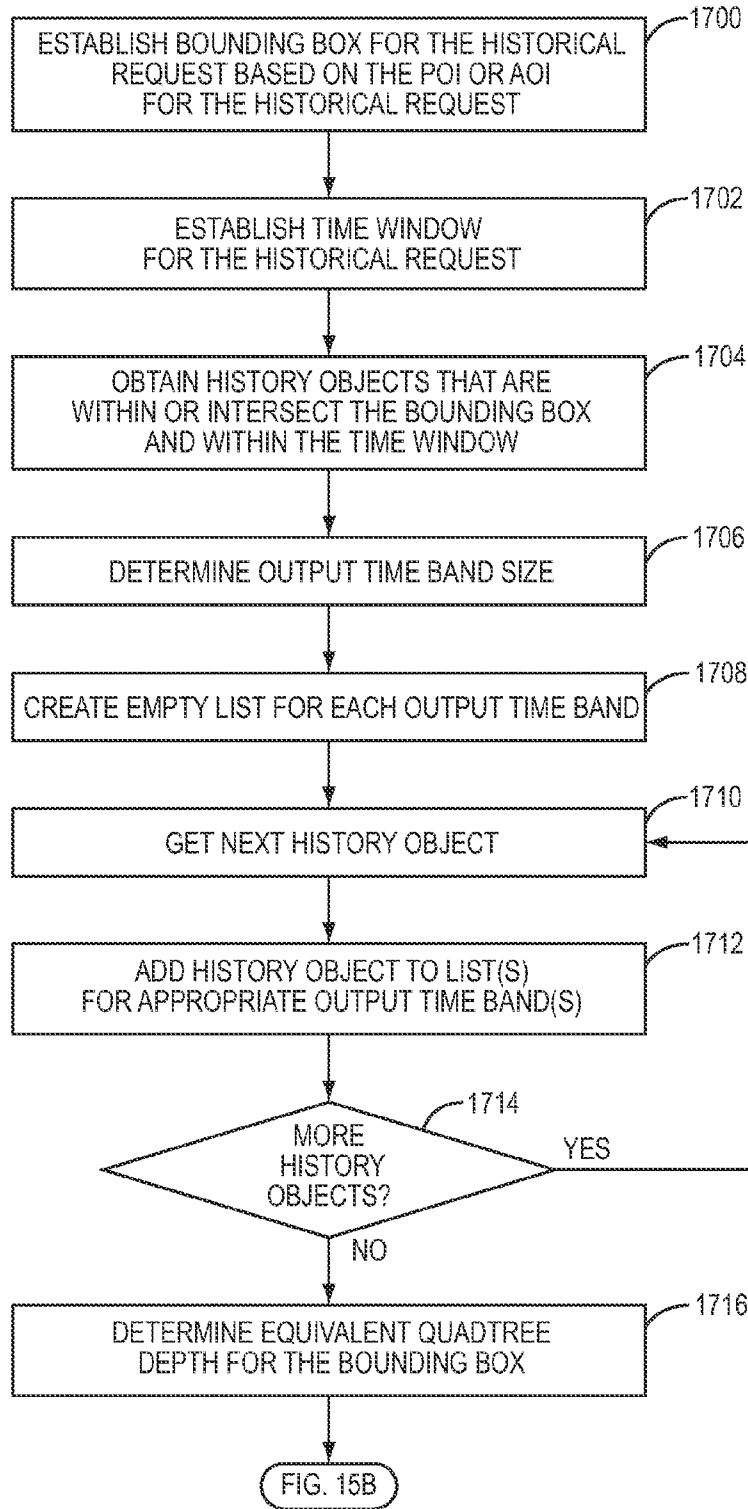 1700
ESTABLISH BOUNDING BOX FOR THE HISTORICAL
REQUEST BASED ON THE POI OR AOI
FOR THE HISTORICAL REQUEST
1702
ESTABLISH TIME WINDOW
FOR THE HISTORICAL REQUEST
1704
OBTAIN HISTORY OBJECTS THAT ARE
WITHIN OR INTERSECT THE BOUNDING BOX
AND WITHIN THE TIME WINDOW
1706
DETERMINE OUTPUT TIME BAND SIZE
1708
CREATE EMPTY LIST FOR EACH OUTPUT TIME BAND
1710
GET NEXT HISTORY OBJECT
1712
ADD HISTORY OBJECT TO LIST(S)
FOR APPROPRIATE OUTPUT TIME BAND(S)
1714
MORE
HISTORY
OBJECTS?
YES
NO
1716
DETERMINE EQUIVALENT QUADTREE
DEPTH FOR THE BOUNDING BOX
FIG. 15B